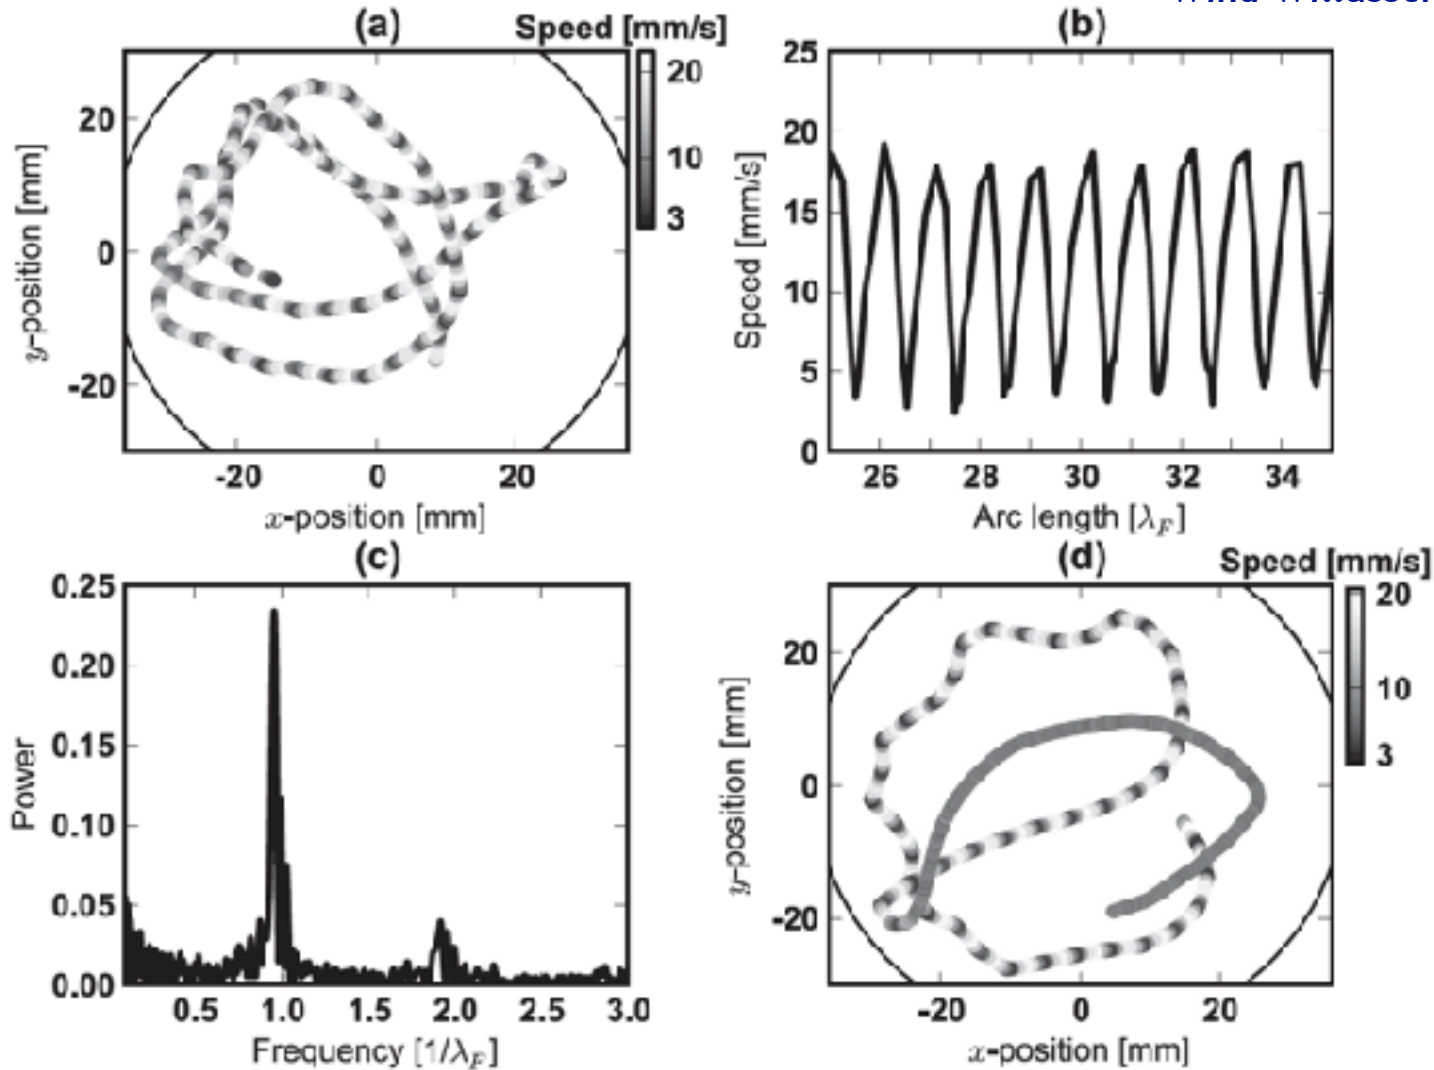 (a)
Speed [mm/s]
20
10
3
20
0
-20
y-position [mm]
-20 0 20
x-position [mm]
(b)
25
20
15
10
5
0
Speed [mm/s]
26 28 30 32 34
Arc length [λF]
(c)
0.25
0.20
0.15
0.10
0.05
0.00
Power
0.5 1.0 1.5 2.0 2.5 3.0
Frequency [1/λF]
(d)
Speed [mm/s]
20
10
3
20
0
-20
y-position [mm]
-20 0 20
x-position [mm]